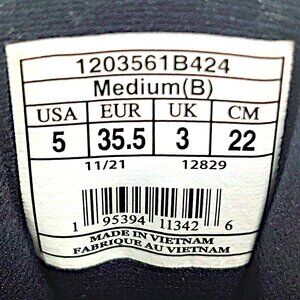 1203561B424
Medium(B)
USA EUR UK CM
5 35.5 3 22
11/21 12829
1 95394 11342 6
MADE IN VIETNAM
FABRIQUE AU VIETNAM